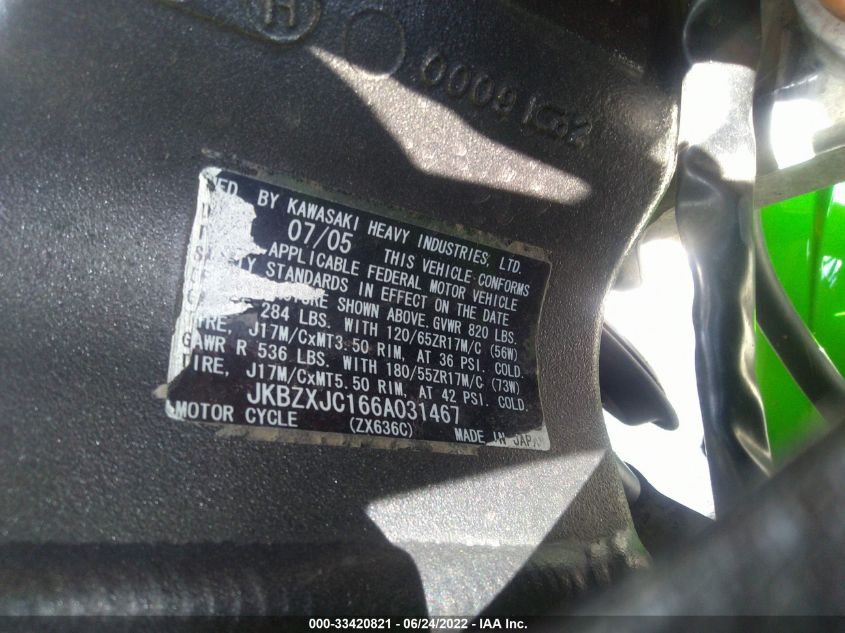 H
00091
FD. BY KAWASAKI HEAVY INDUSTRIES, LTD.
07/05 THIS VEHICLE CONFORMS
APPLICABLE FEDERAL MOTOR VEHICLE
STANDARDS IN EFFECT ON THE DATE
SHOWN ABOVE. GVWR 820 LBS.
284 LBS. WITH 120/65ZR17M/C (56W)
IRE, J17M/CxMT3.50 RIM, AT 36 PSI. COLD.
GAWR R 536 LBS. WITH 180/55ZR17M/C (73W)
TIRE, J17M/CxMT5.50 RIM, AT 42 PSI. COLD.
JKBZXJC166A031467
MOTOR CYCLE (ZX636C) MADE IN JAPAN
000-33420821 - 06/24/2022 - IAA Inc.